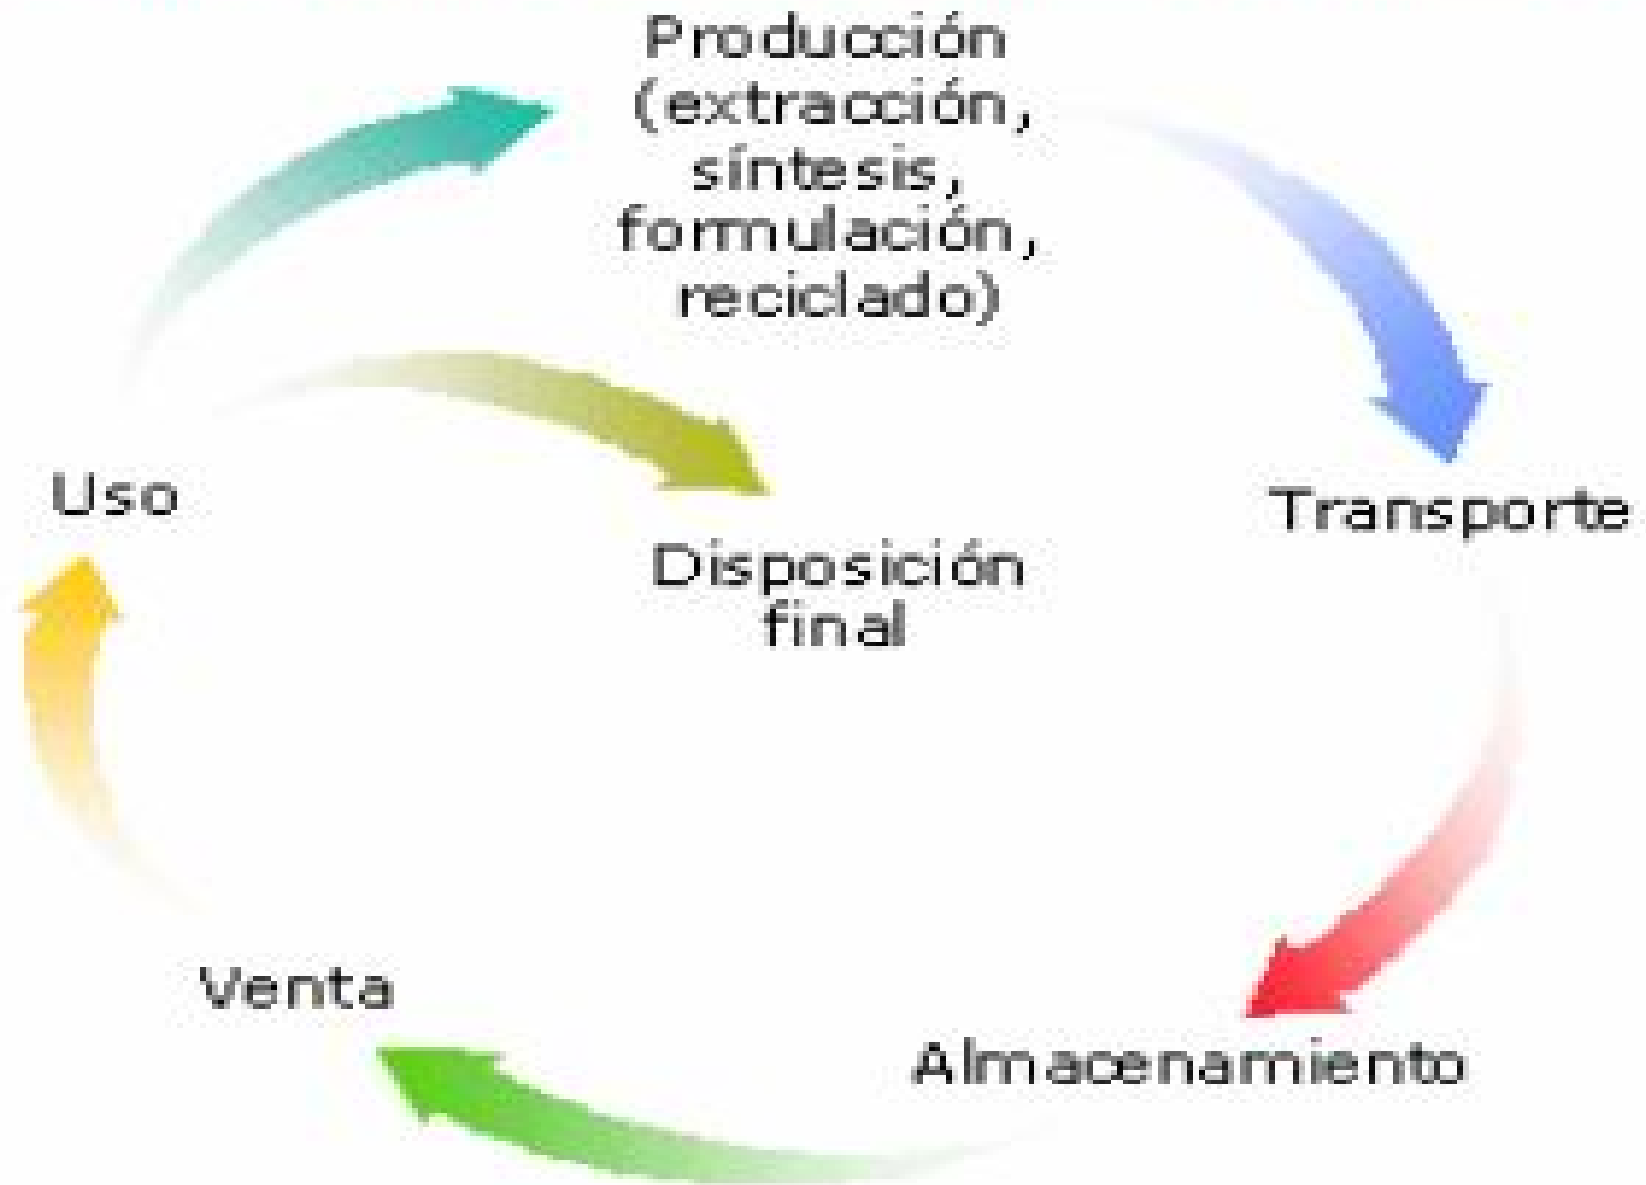 Producción
(extracción,
síntesis,
formulación,
reciclado)
Transporte
Almacenamiento
Venta
Uso
Disposición
final